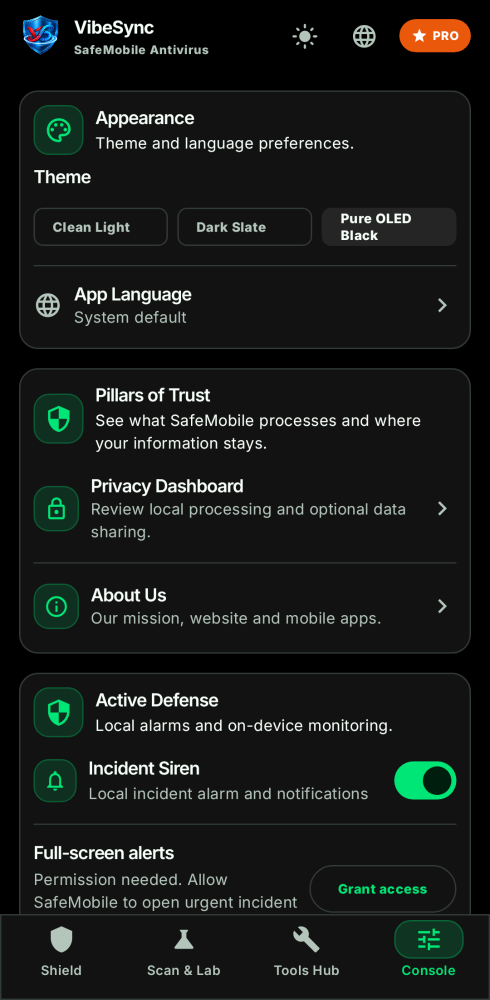 VibeSync
SafeMobile Antivirus
PRO
Appearance
Theme and language preferences.
Theme
Clean Light
Dark Slate
Pure OLED
Black
App Language
System default
Pillars of Trust
See what SafeMobile processes and where
your information stays.
Privacy Dashboard
Review local processing and optional data
sharing.
About Us
Our mission, website and mobile apps.
Active Defense
Local alarms and on-device monitoring.
Incident Siren
Local incident alarm and notifications
Full-screen alerts
Permission needed. Allow
SafeMobile to open urgent incident
Grant access
Shield
Scan & Lab
Tools Hub
Console